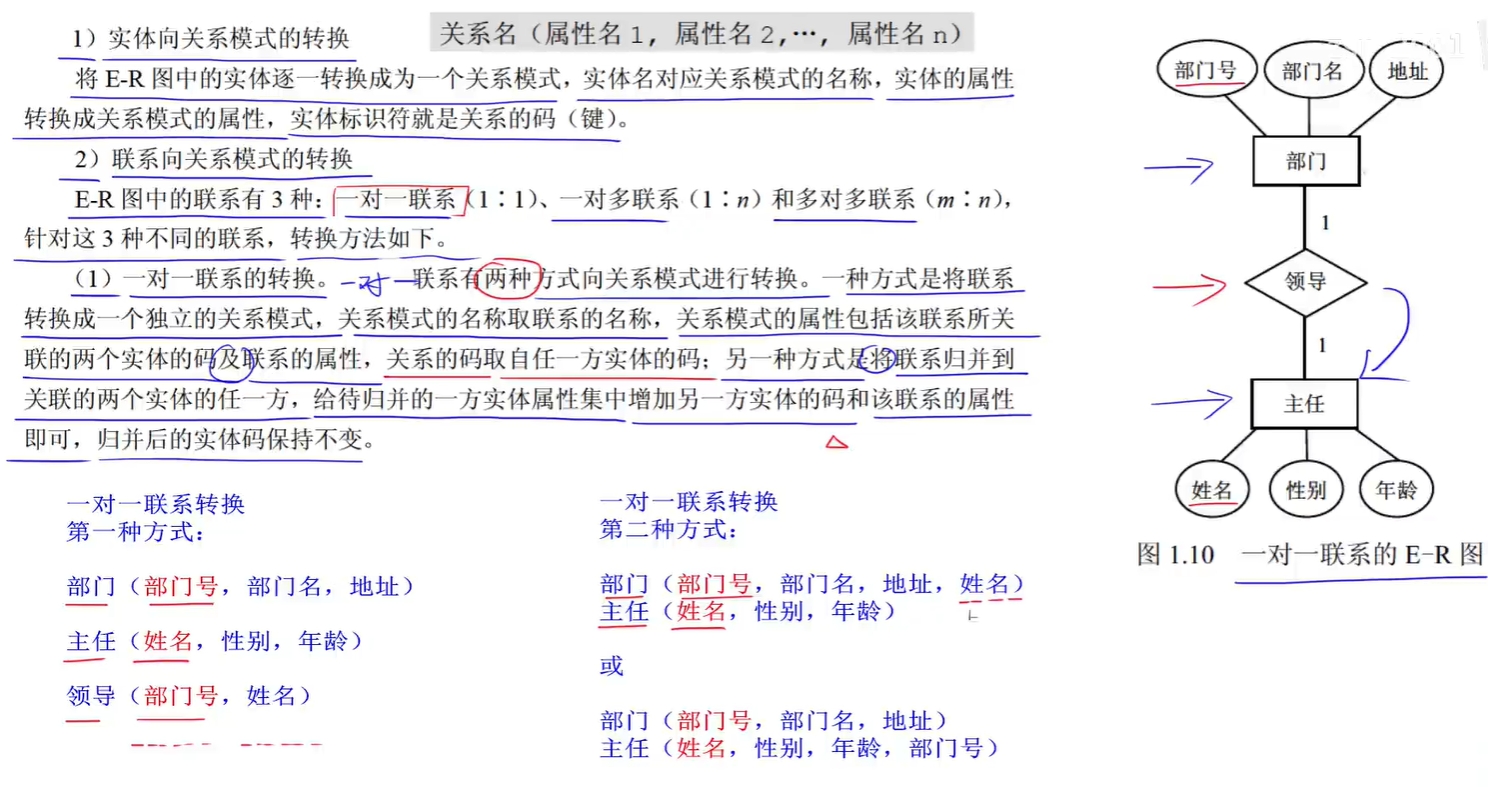 关系名（属性名1，属性名2,…，属性名n）
1）实体向关系模式的转换
将 E-R 图中的实体逐一转换成为一个关系模式，实体名对应关系模式的名称，实体的属性
转换成关系模式的属性，实体标识符就是关系的码（键）。
2）联系向关系模式的转换
E-R 图中的联系有 3 种：一对一联系（1∶1）、一对多联系（1∶n）和多对多联系（m∶n），
针对这 3 种不同的联系，转换方法如下。
（1）一对一联系的转换。一对一联系有两种方式向关系模式进行转换。一种方式是将联系
转换成一个独立的关系模式，关系模式的名称取联系的名称，关系模式的属性包括该联系所关
联的两个实体的码及联系的属性，关系的码取自任一方实体的码；另一种方式是将联系归并到
关联的两个实体的任一方，给待归并的一方实体属性集中增加另一方实体的码和该联系的属性
即可，归并后的实体码保持不变。
一对一联系转换
第一种方式：
部门（部门号，部门名，地址）
主任（姓名，性别，年龄）
领导（部门号，姓名）
一对一联系转换
第二种方式：
部门（部门号，部门名，地址，姓名）
主任（姓名，性别，年龄）
或
部门（部门号，部门名，地址）
主任（姓名，性别，年龄，部门号）
部门号 部门名 地址
部门
1
领导
1
主任
姓名 性别 年龄
图 1.10 一对一联系的 E-R 图